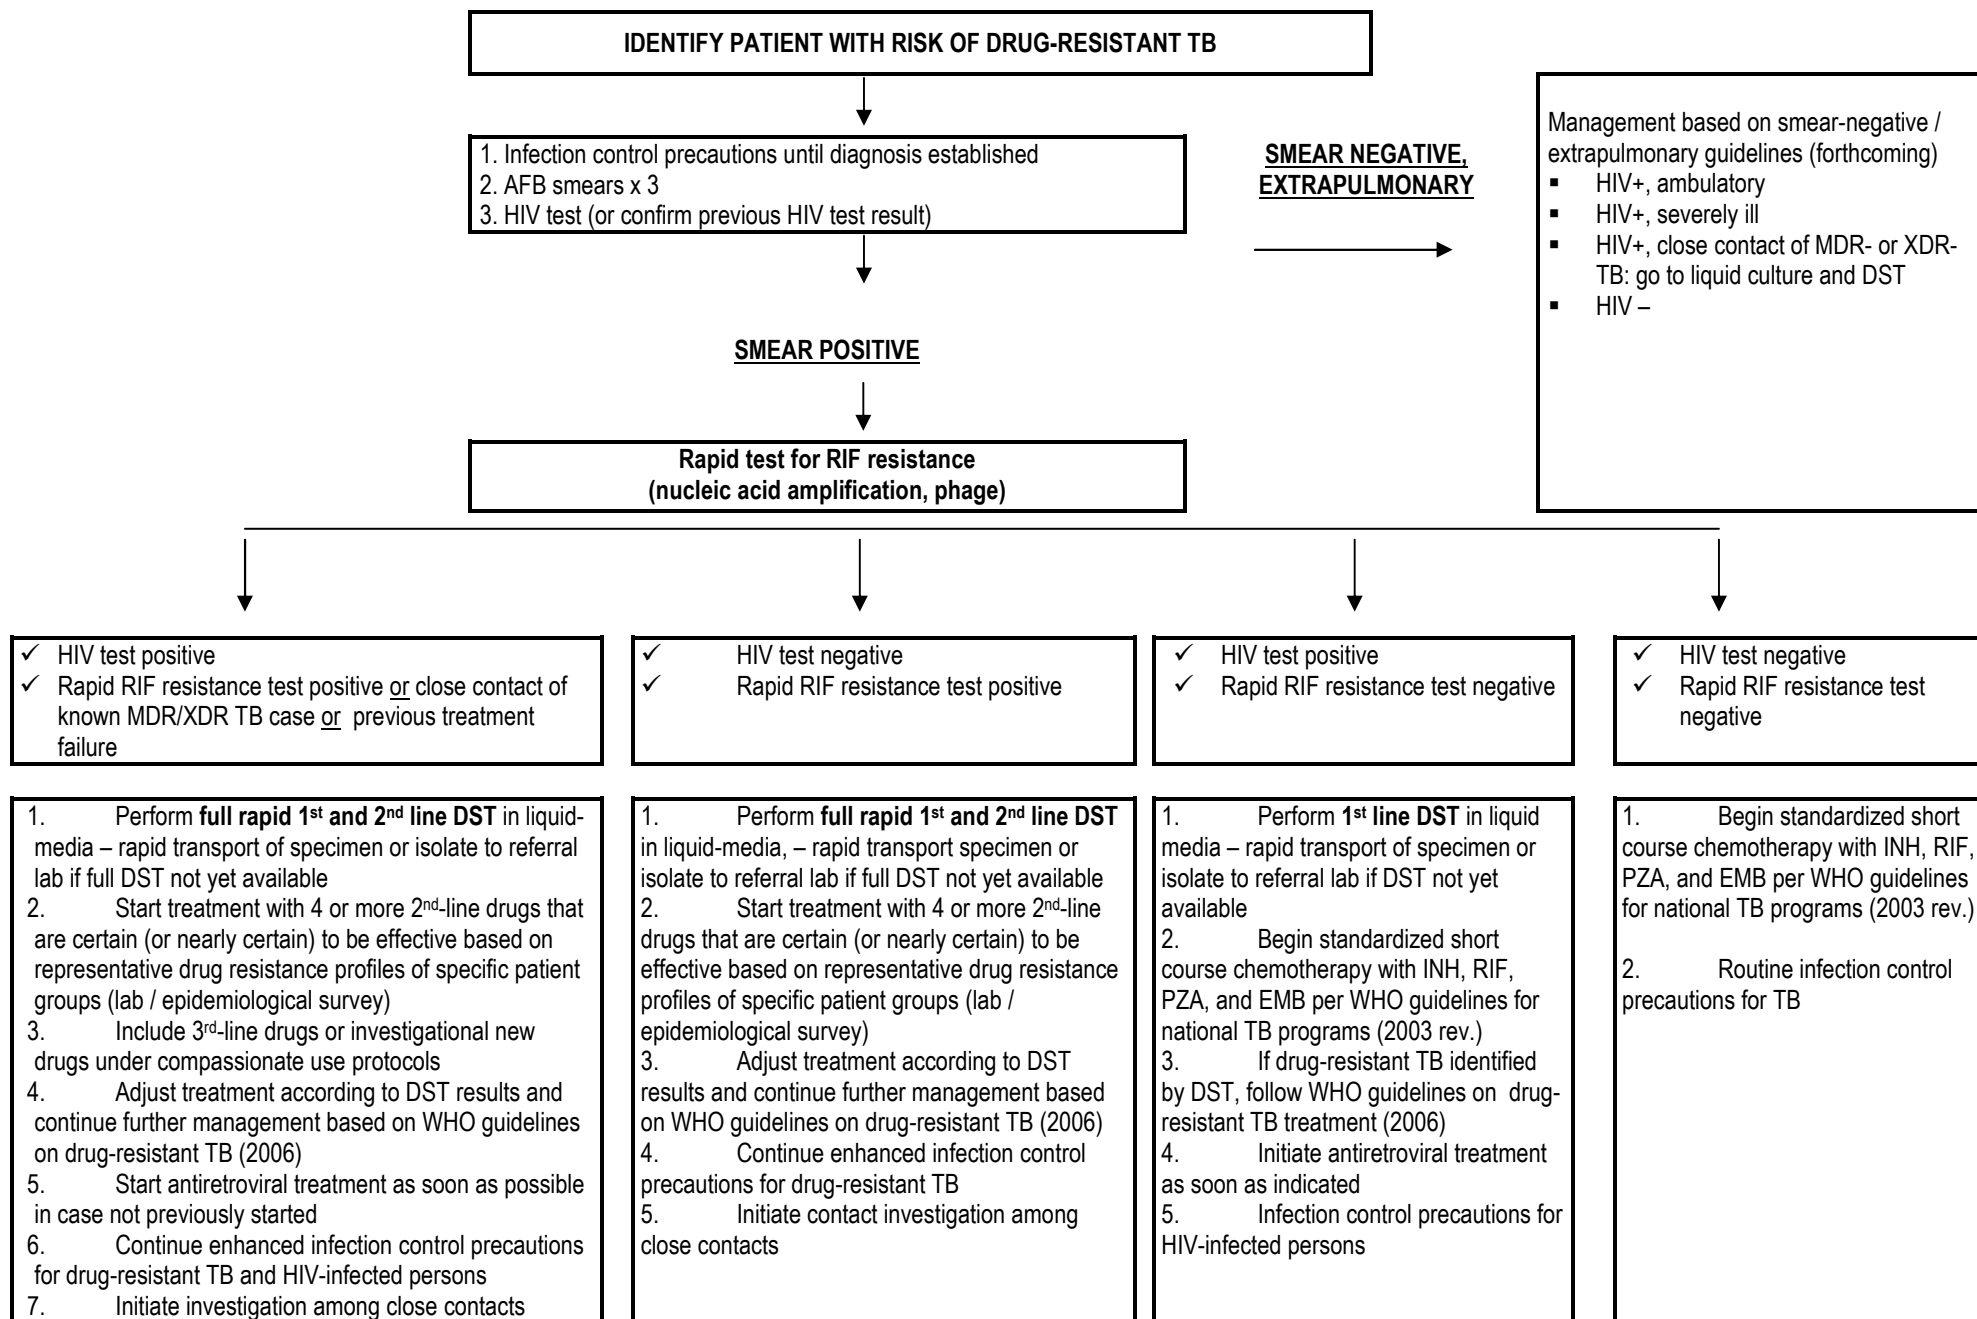 IDENTIFY PATIENT WITH RISK OF DRUG-RESISTANT TB
1. Infection control precautions until diagnosis established
2. AFB smears x 3
3. HIV test (or confirm previous HIV test result)
SMEAR NEGATIVE,
EXTRAPULMONARY
Management based on smear-negative /
extrapulmonary guidelines (forthcoming)
▪ HIV+, ambulatory
▪ HIV+, severely ill
▪ HIV+, close contact of MDR- or XDR-
TB: go to liquid culture and DST
▪ HIV –
SMEAR POSITIVE
Rapid test for RIF resistance
(nucleic acid amplification, phage)
✓ HIV test positive
✓ Rapid RIF resistance test positive or close contact of
known MDR/XDR TB case or previous treatment
failure
1. Perform full rapid 1st and 2nd line DST in liquid-
media – rapid transport of specimen or isolate to referral
lab if full DST not yet available
2. Start treatment with 4 or more 2nd-line drugs that
are certain (or nearly certain) to be effective based on
representative drug resistance profiles of specific patient
groups (lab / epidemiological survey)
3. Include 3rd-line drugs or investigational new
drugs under compassionate use protocols
4. Adjust treatment according to DST results and
continue further management based on WHO guidelines
on drug-resistant TB (2006)
5. Start antiretroviral treatment as soon as possible
in case not previously started
6. Continue enhanced infection control precautions
for drug-resistant TB and HIV-infected persons
7. Initiate investigation among close contacts
✓ HIV test negative
✓ Rapid RIF resistance test positive
1. Perform full rapid 1st and 2nd line DST
in liquid-media, – rapid transport specimen or
isolate to referral lab if full DST not yet available
2. Start treatment with 4 or more 2nd-line
drugs that are certain (or nearly certain) to be
effective based on representative drug resistance
profiles of specific patient groups (lab /
epidemiological survey)
3. Adjust treatment according to DST
results and continue further management based
on WHO guidelines on drug-resistant TB (2006)
4. Continue enhanced infection control
precautions for drug-resistant TB
5. Initiate contact investigation among
close contacts
✓ HIV test positive
✓ Rapid RIF resistance test negative
1. Perform 1st line DST in liquid
media – rapid transport of specimen or
isolate to referral lab if DST not yet
available
2. Begin standardized short
course chemotherapy with INH, RIF,
PZA, and EMB per WHO guidelines for
national TB programs (2003 rev.)
3. If drug-resistant TB identified
by DST, follow WHO guidelines on drug-
resistant TB treatment (2006)
4. Initiate antiretroviral treatment
as soon as indicated
5. Infection control precautions for
HIV-infected persons
✓ HIV test negative
✓ Rapid RIF resistance test
negative
1. Begin standardized short
course chemotherapy with INH, RIF,
PZA, and EMB per WHO guidelines
for national TB programs (2003 rev.)
2. Routine infection control
precautions for TB